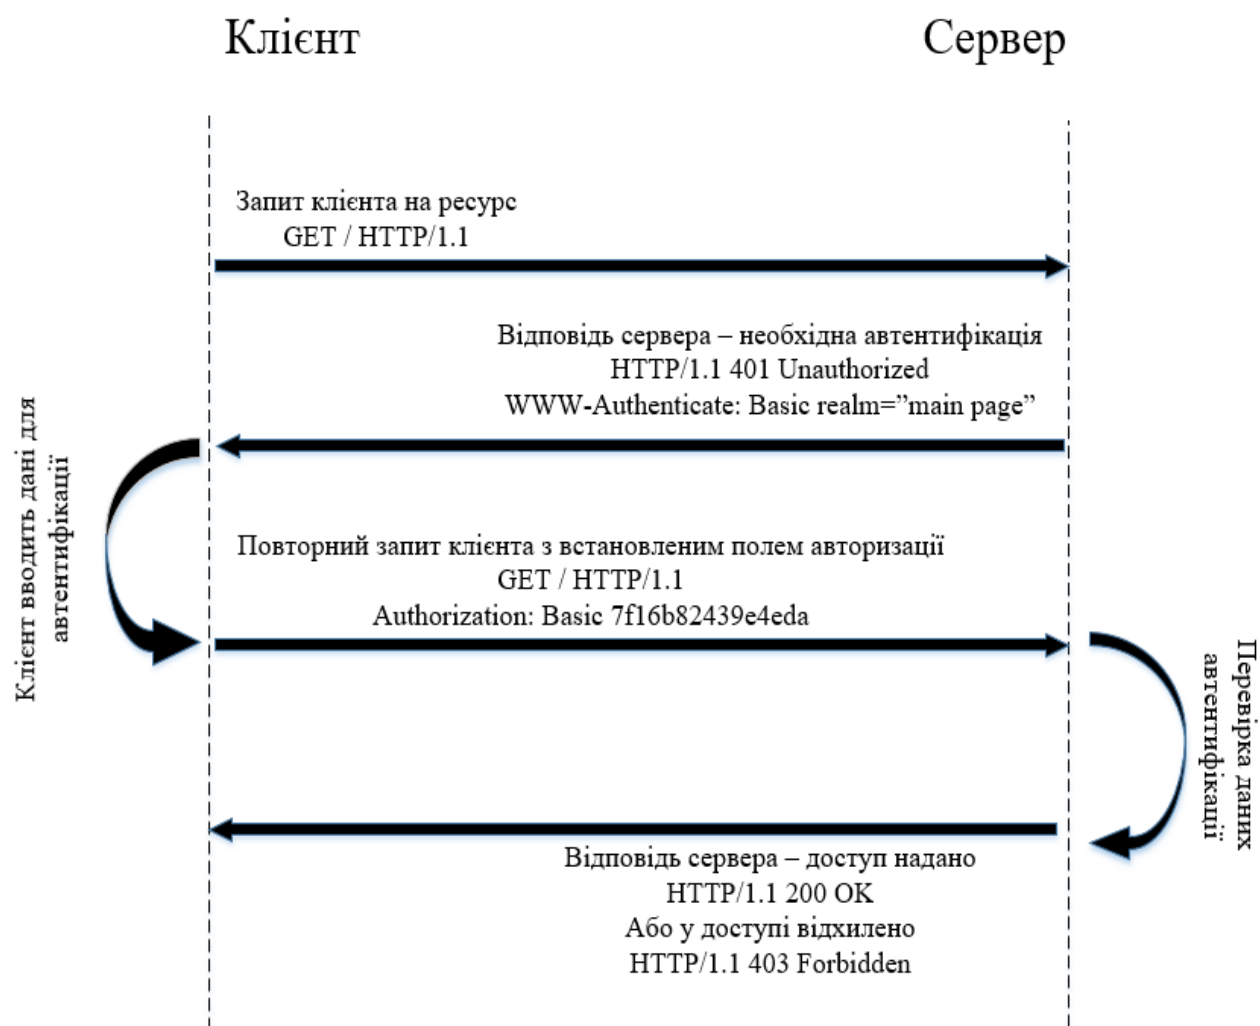 Клієнт
Сервер
Запит клієнта на ресурс
GET / HTTP/1.1
Відповідь сервера – необхідна автентифікація
HTTP/1.1 401 Unauthorized
WWW-Authenticate: Basic realm=”main page”
Клієнт вводить дані для
автентифікації
Повторний запит клієнта з встановленим полем авторизації
GET / HTTP/1.1
Authorization: Basic 7f16b82439e4eda
Перевірка даних
автентифікації
Відповідь сервера – доступ надано
HTTP/1.1 200 OK
Або у доступі відхилено
HTTP/1.1 403 Forbidden